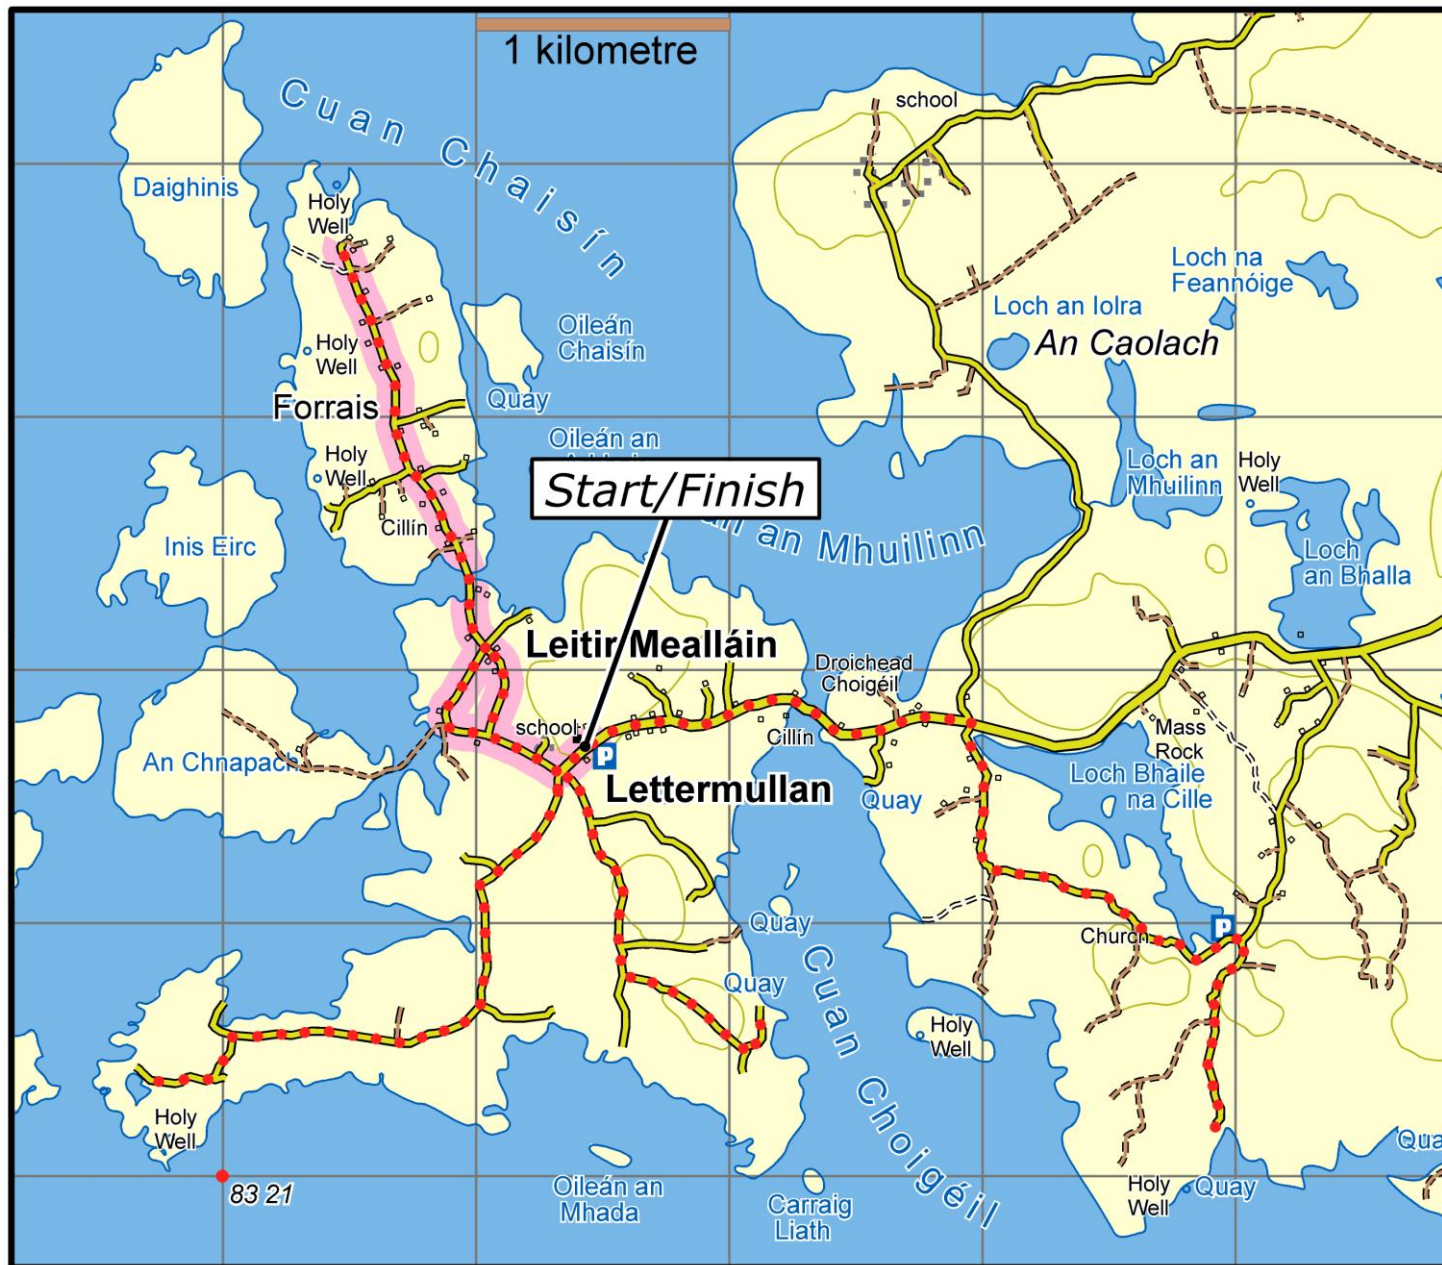 1 kilometre
Cuan Chaisín
school
Daighinis
Holy
Well
Loch na
Feannóige
Loch an Iolra
An Caolach
Oileán
Chaisín
Holy
Well
Quay
Forrais
Oileán an
Holy
Well
Loch an
Mhuilinn
Holy
Well
Start/Finish
an Mhuilinn
Cillín
Inis Eirc
Loch
an Bhalla
Leitir Mealláin
Droichead
Choigéil
school
Cillín
Mass
Rock
An Chnapach
P
Lettermullan
Quay
Loch Bhaile
na Cille
Quay
P
Church
Quay
Cuan Choigéil
Holy
Well
Holy
Well
Qua
83 21
Oileán an
Mhada
Carraig
Liath
Holy
Well
Quay